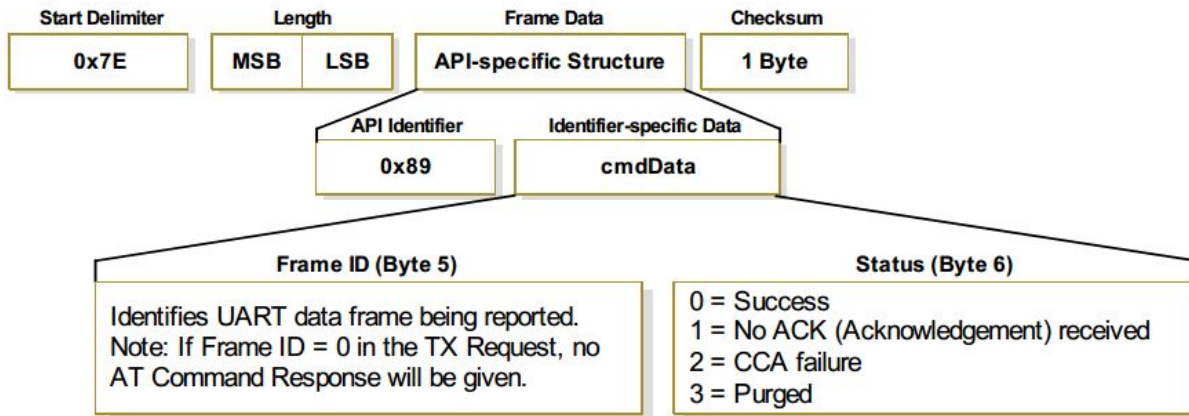 Start Delimiter Length Frame Data Checksum
0x7E MSB LSB API-specific Structure 1 Byte
API Identifier Identifier-specific Data
0x89 cmdData
Frame ID (Byte 5)
Identifies UART data frame being reported.
Note: If Frame ID = 0 in the TX Request, no
AT Command Response will be given.
Status (Byte 6)
0 = Success
1 = No ACK (Acknowledgement) received
2 = CCA failure
3 = Purged